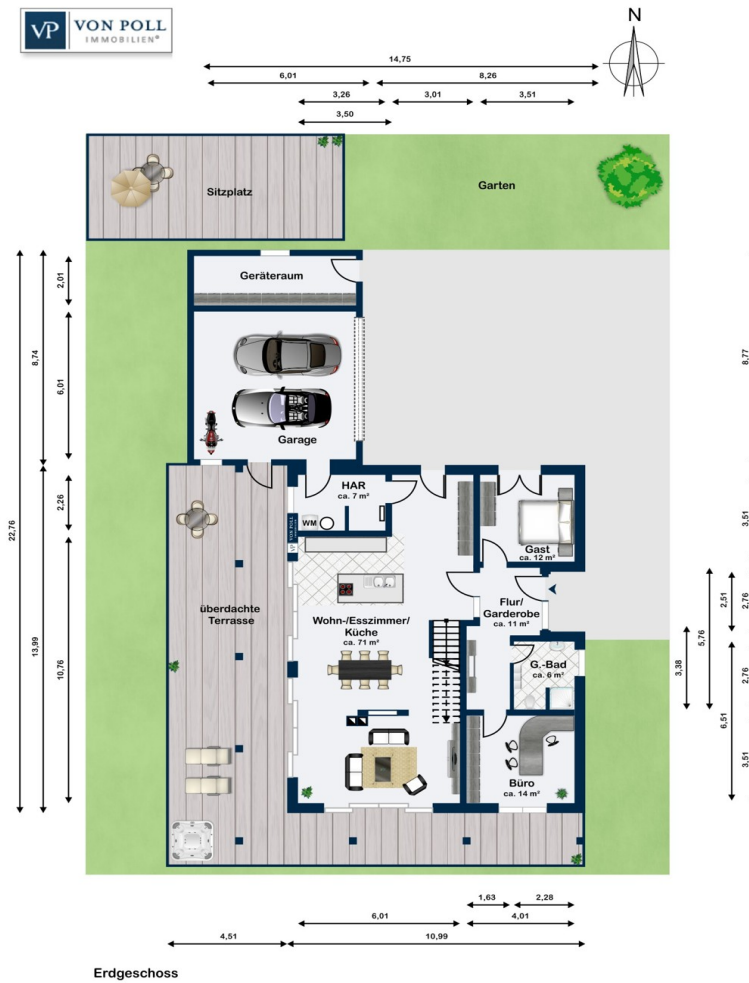 VP VON POLL
IMMOBILIEN®
N
14,75
6,01
8,26
3,26
3,01
3,51
3,50
Sitzplatz
Garten
Geräteraum
2,01
8,74
6,01
8,77
Garage
HAR
ca. 7 m²
WM
VP VON POLL
2,26
22,76
3,51
Gast
ca. 12 m²
überdachte
Terrasse
Wohn-/Esszimmer/
Küche
ca. 71 m²
Flur/
Garderobe
ca. 11 m²
2,51
2,76
5,76
13,99
10,76
3,38
G.-Bad
ca. 6 m²
2,76
6,51
3,51
Büro
ca. 14 m²
1,63
2,28
6,01
4,01
4,51
10,99
Erdgeschoss